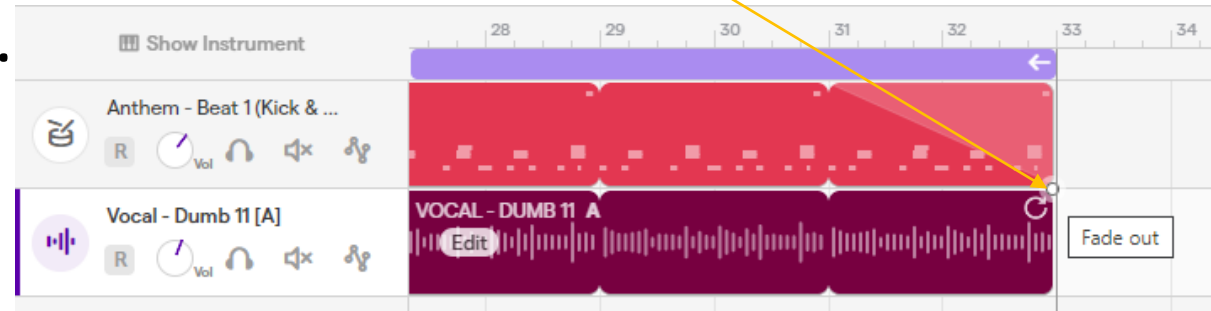 Show Instrument
28 29 30 31 32 33 34
Anthem - Beat 1 (Kick & ...
R Vol
Vocal - Dumb 11 [A]
R Vol
VOCAL - DUMB 11 A
Edit
Fade out